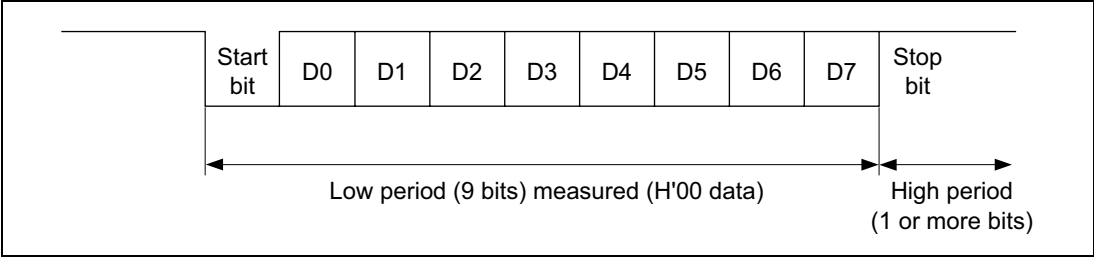 Start
bit
D0
D1
D2
D3
D4
D5
D6
D7
Stop
bit
Low period (9 bits) measured (H'00 data)
High period
(1 or more bits)